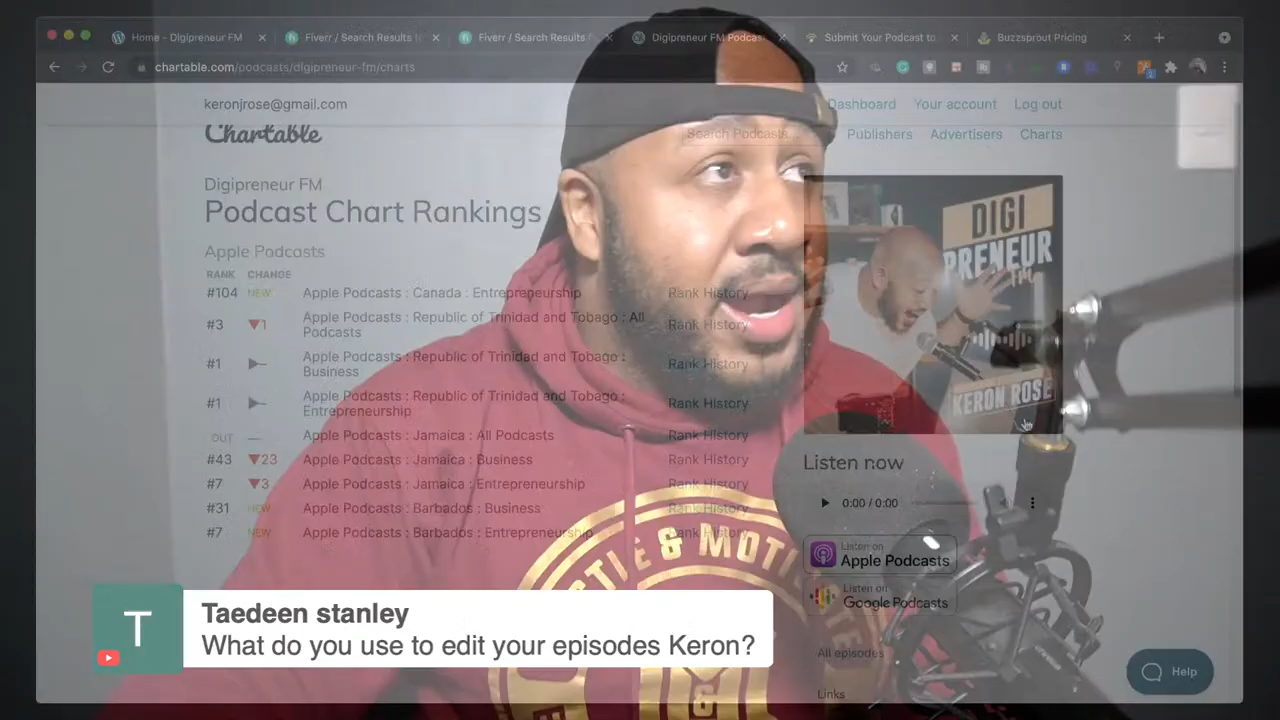 Home - Digipreneur FM
Fiverr / Search Results fo
Fiverr / Search Results f
Digipreneur FM Podcas
Submit Your Podcast to
Buzzsprout Pricing
chartable.com/podcasts/digipreneur-fm/charts
keronjrose@gmail.com
Dashboard Your account Log out
Chartable
Search Podcasts...
Publishers Advertisers Charts
Digipreneur FM
Podcast Chart Rankings
Apple Podcasts
RANK CHANGE
#104 NEW Apple Podcasts : Canada : Entrepreneurship Rank History
#3 ▼1 Apple Podcasts : Republic of Trinidad and Tobago : All
Podcasts Rank History
#1 Apple Podcasts : Republic of Trinidad and Tobago :
Business Rank History
#1 Apple Podcasts : Republic of Trinidad and Tobago :
Entrepreneurship Rank History
OUT — Apple Podcasts : Jamaica : All Podcasts Rank History
#43 ▼23 Apple Podcasts : Jamaica : Business Rank History
#7 ▼3 Apple Podcasts : Jamaica : Entrepreneurship Rank History
#31 NEW Apple Podcasts : Barbados : Business Rank History
#7 NEW Apple Podcasts : Barbados : Entrepreneurship Rank History
DIGI
PRENEUR
FM
KERON ROSE
Listen now
0:00 / 0:00
Listen on
Apple Podcasts
Listen on
Google Podcasts
All episodes
Links
Help
& MOTI
&
T
Taedeen stanley
What do you use to edit your episodes Keron?